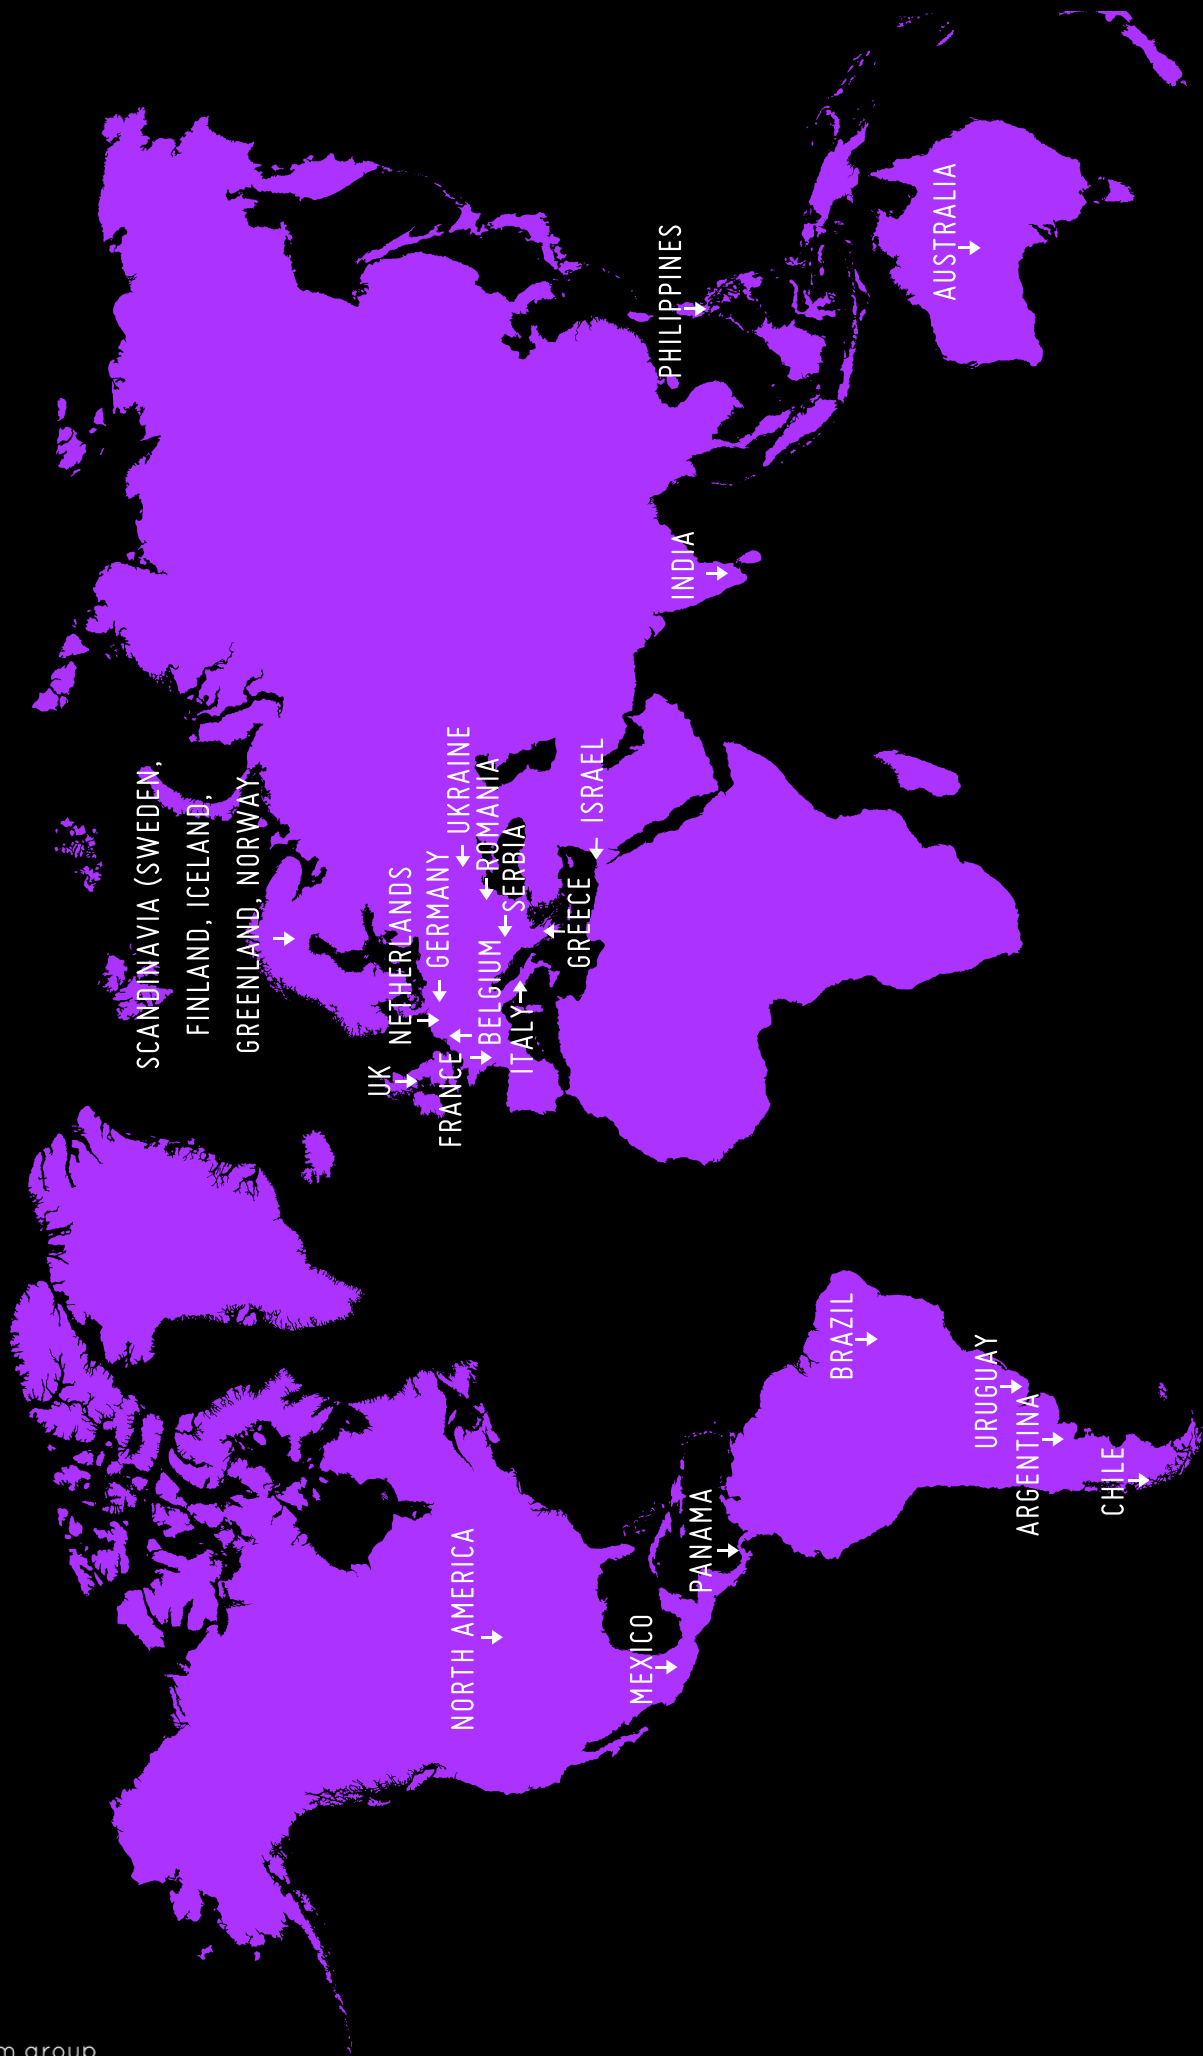 SCANDINAVIA (SWEDEN,
FINLAND, ICELAND,
GREENLAND, NORWAY
UK
NETHERLANDS
GERMANY
UKRAINE
FRANCE
BELGIUM
ROMANIA
ITALY
SERBIA
GREECE
ISRAEL
NORTH AMERICA
MEXICO
PANAMA
INDIA
PHILIPPINES
BRAZIL
AUSTRALIA
URUGUAY
ARGENTINA
CHILE
group